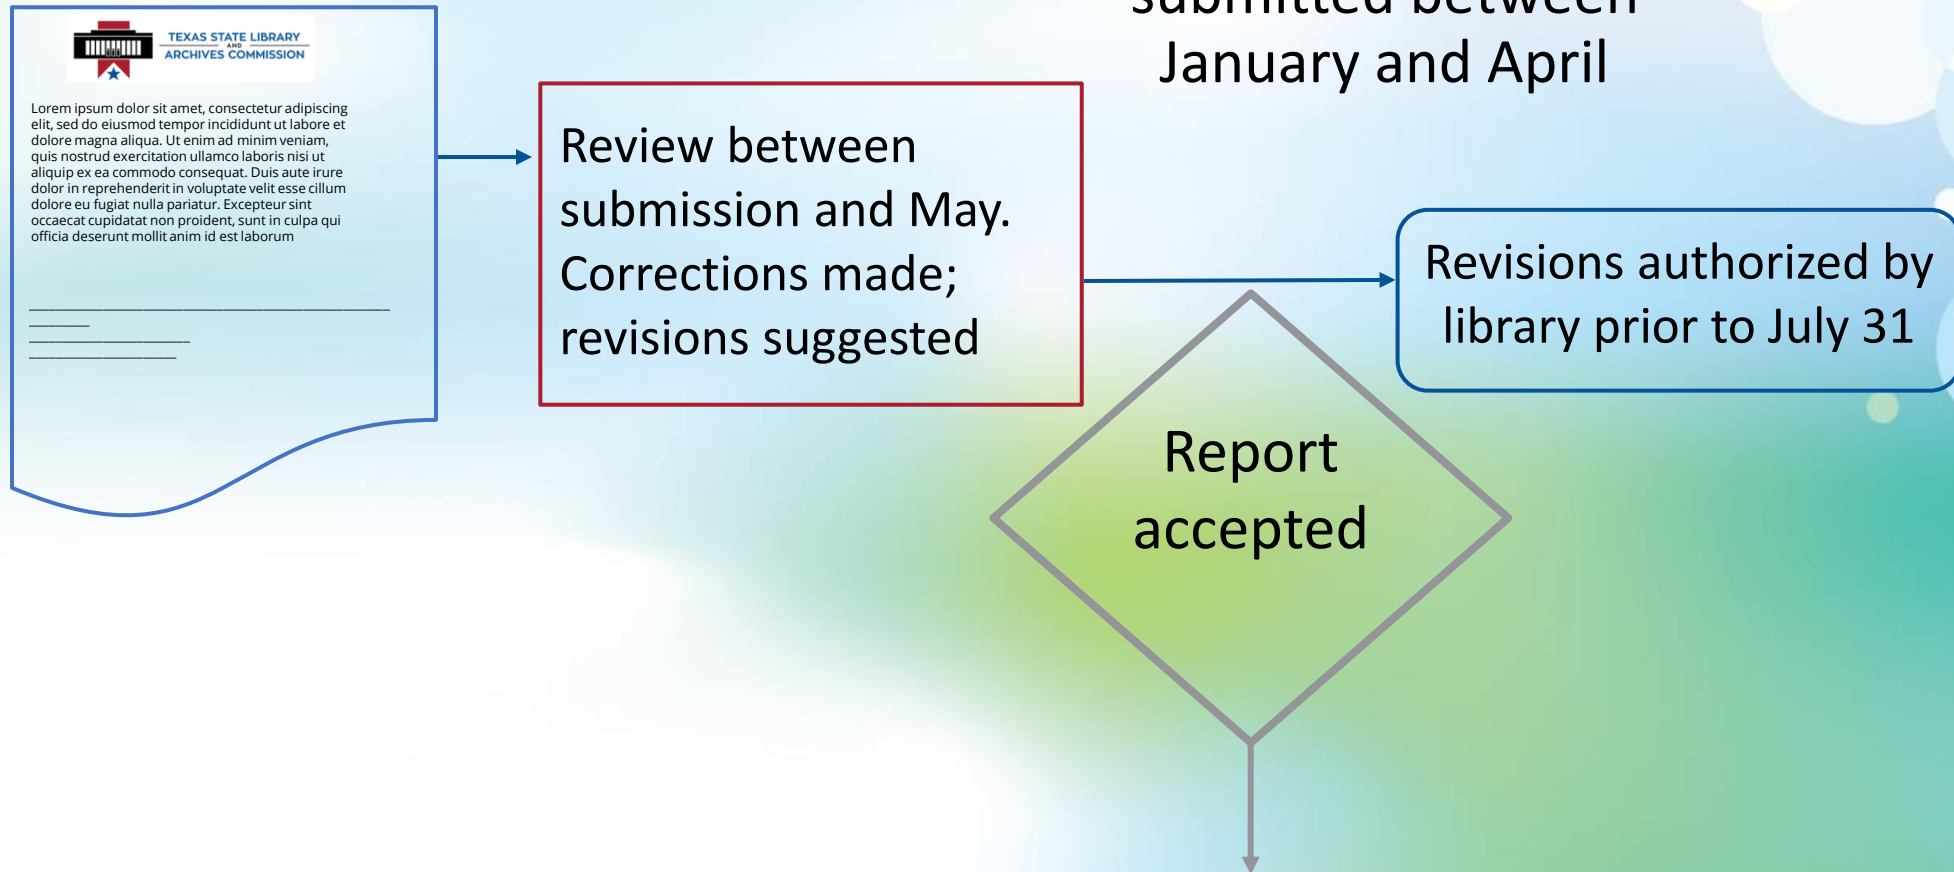 submitted between
January and April
TEXAS STATE LIBRARY
AND
ARCHIVES COMMISSION
Lorem ipsum dolor sit amet, consectetur adipiscing
elit, sed do eiusmod tempor incididunt ut labore et
dolore magna aliqua. Ut enim ad minim veniam,
quis nostrud exercitation ullamco laboris nisi ut
aliquip ex ea commodo consequat. Duis aute irure
dolor in reprehenderit in voluptate velit esse cillum
dolore eu fugiat nulla pariatur. Excepteur sint
occaecat cupidatat non proident, sunt in culpa qui
officia deserunt mollit anim id est laborum
Review between
submission and May.
Corrections made;
revisions suggested
Revisions authorized by
library prior to July 31
Report
accepted